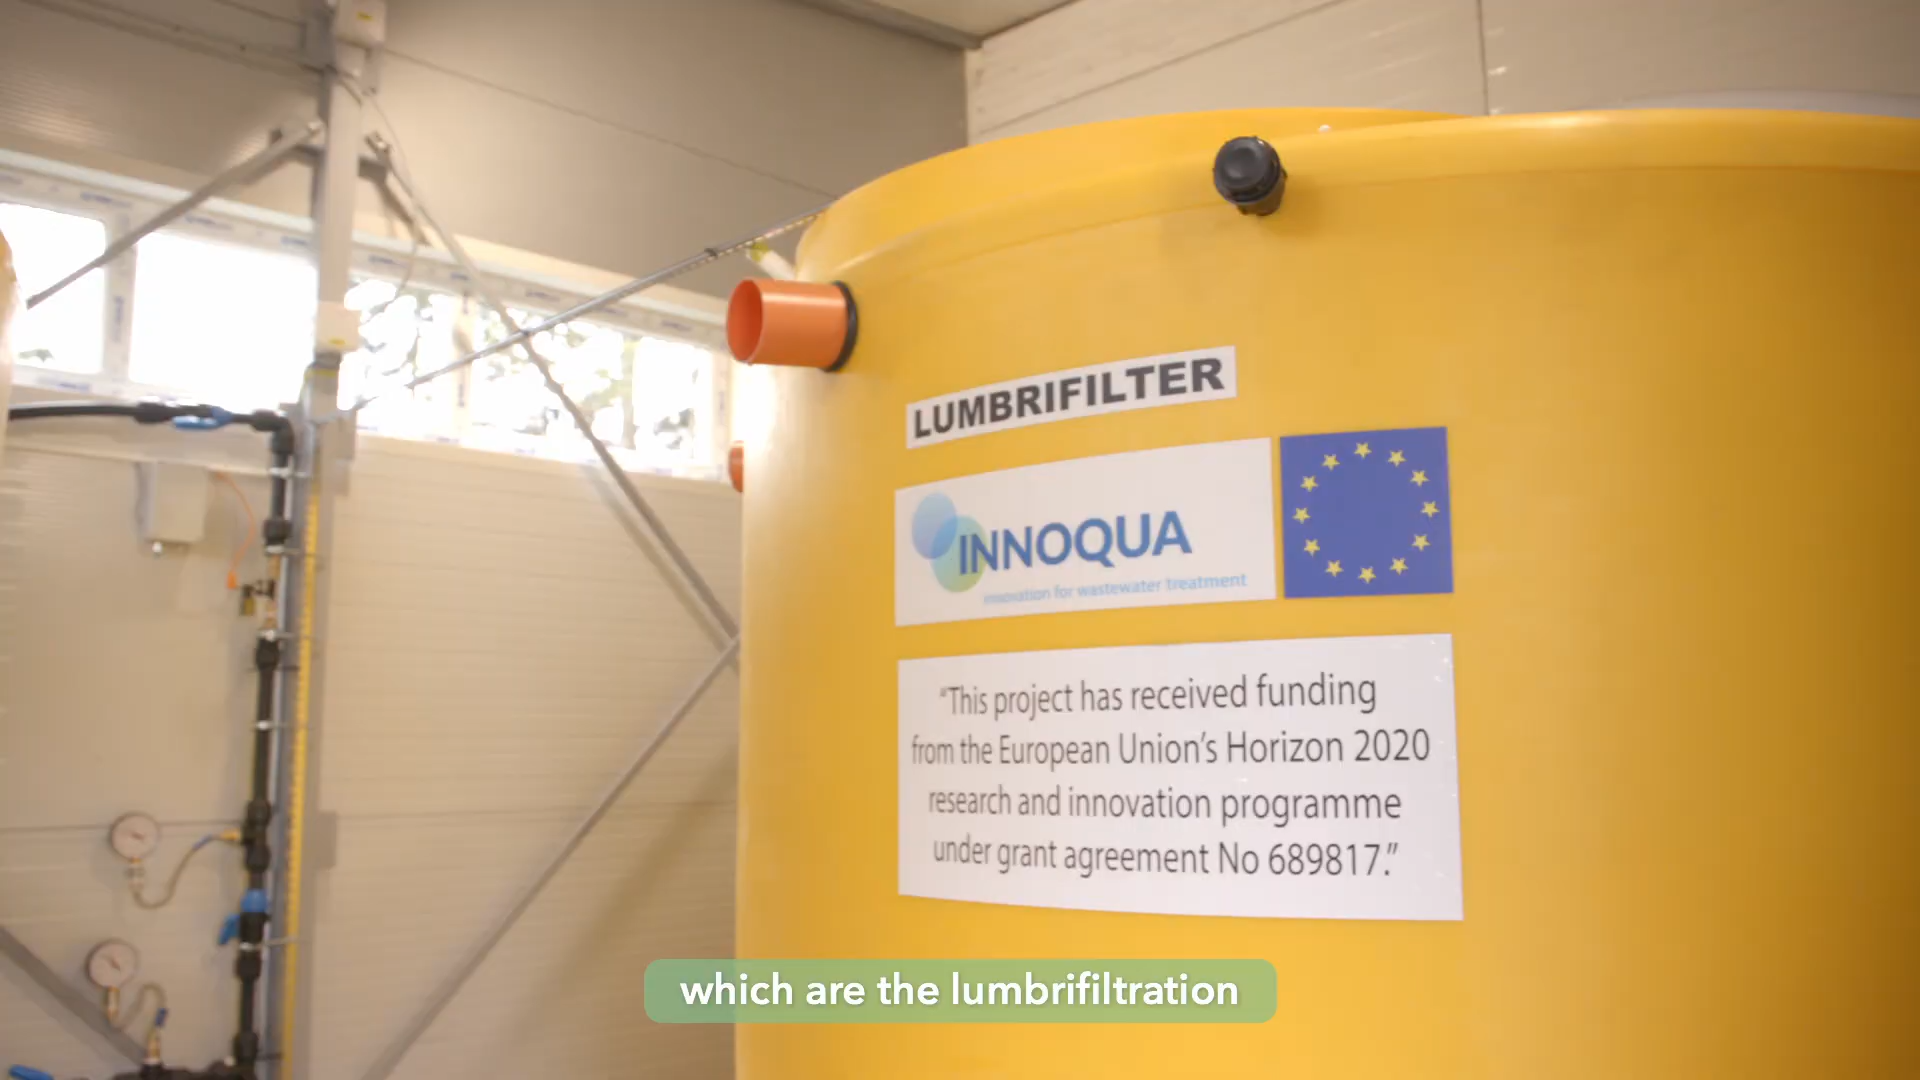 LUMBRIFILTER
INNOQUA
innovation for wastewater treatment
“This project has received funding
from the European Union’s Horizon 2020
research and innovation programme
under grant agreement No 689817.”
which are the lumbrifiltration